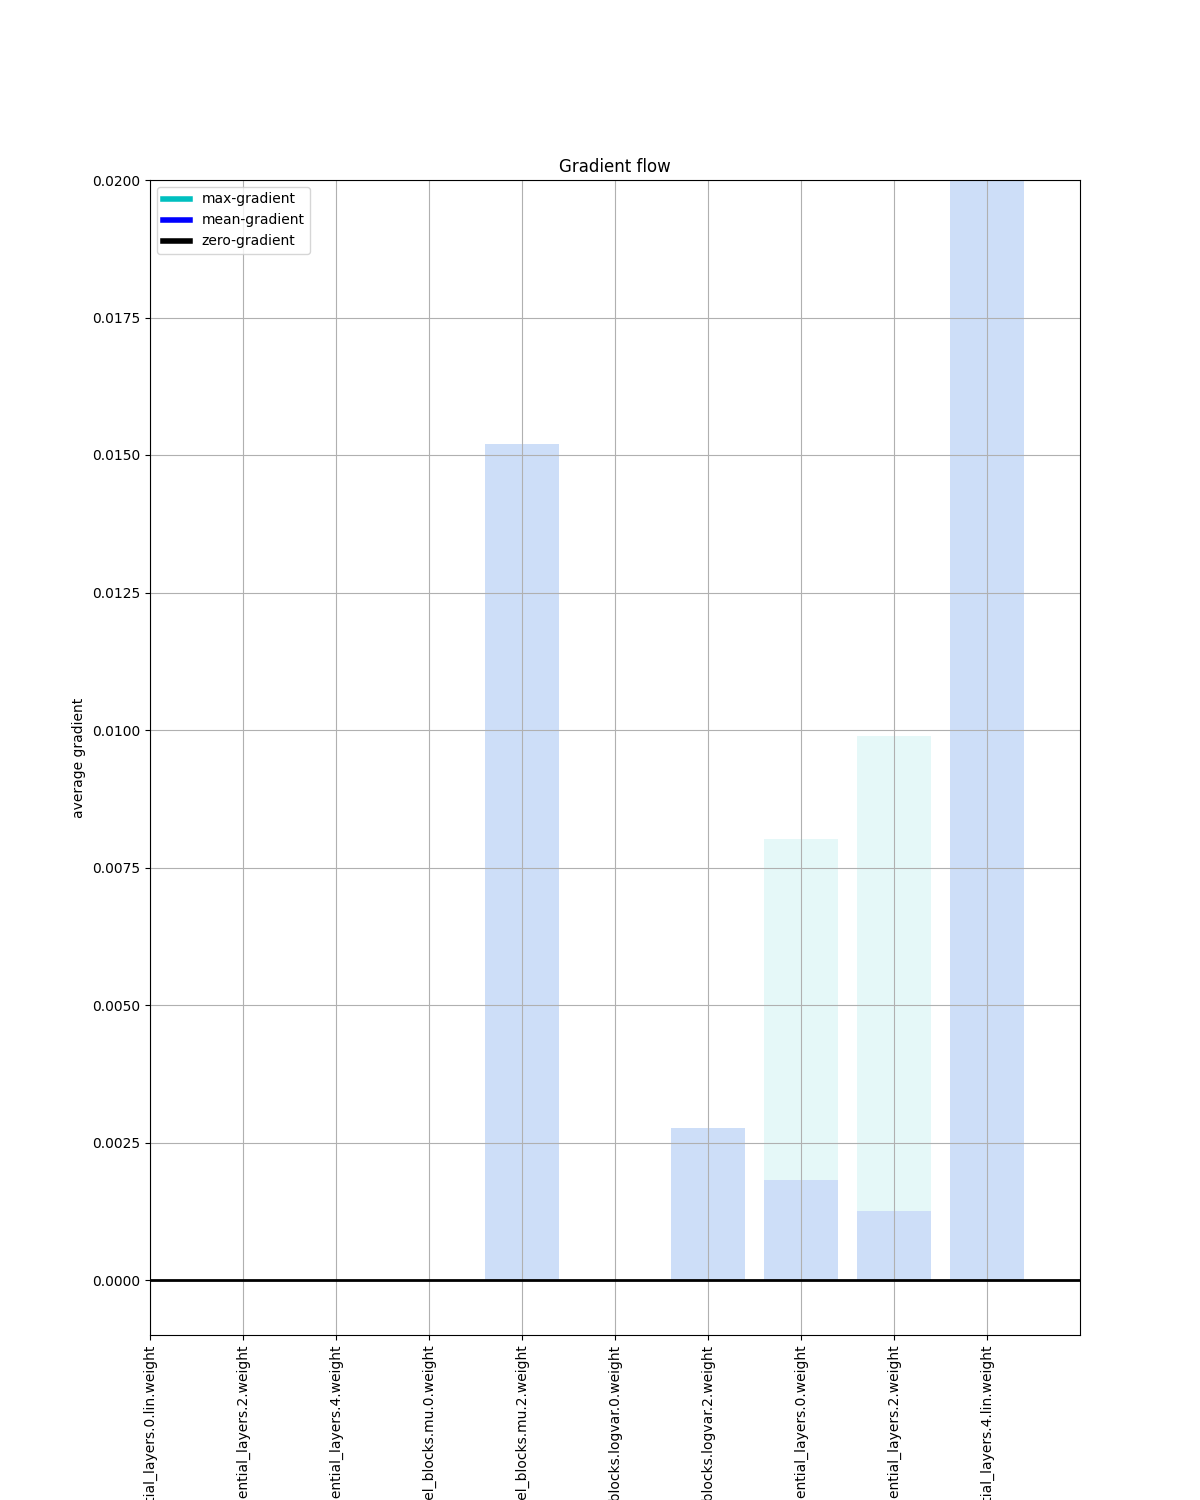 Gradient flow
max-gradient
mean-gradient
zero-gradient
average gradient
0.0200
0.0175
0.0150
0.0125
0.0100
0.0075
0.0050
0.0025
0.0000
tial_layers.0.lin.weight
ential_layers.2.weight
ential_layers.4.weight
el_blocks.mu.0.weight
el_blocks.mu.2.weight
blocks.logvar.0.weight
blocks.logvar.2.weight
ential_layers.0.weight
ential_layers.2.weight
tial_layers.4.lin.weight